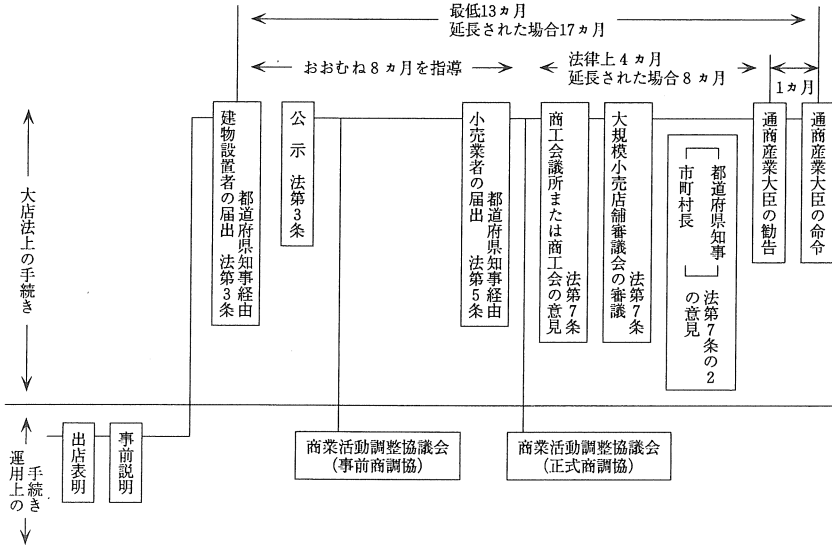 最低13ヵ月
延長された場合17ヵ月
おおむね8ヵ月を指導
法律上4ヵ月
延長された場合8ヵ月
1ヵ月
大店法上の手続き
建物設置者の届出 法第3条
都道府県知事経由
公示 法第3条
小売業者の届出 法第5条
都道府県知事経由
商工会議所または商工会の意見
法第7条
大規模小売店舗審議会の審議
法第7条
都道府県知事
市町村長
法第7条の2
の意見
通商産業大臣の勧告
通商産業大臣の命令
運用上の
手続き
出店表明
事前説明
商業活動調整協議会
(事前商調協)
商業活動調整協議会
(正式商調協)